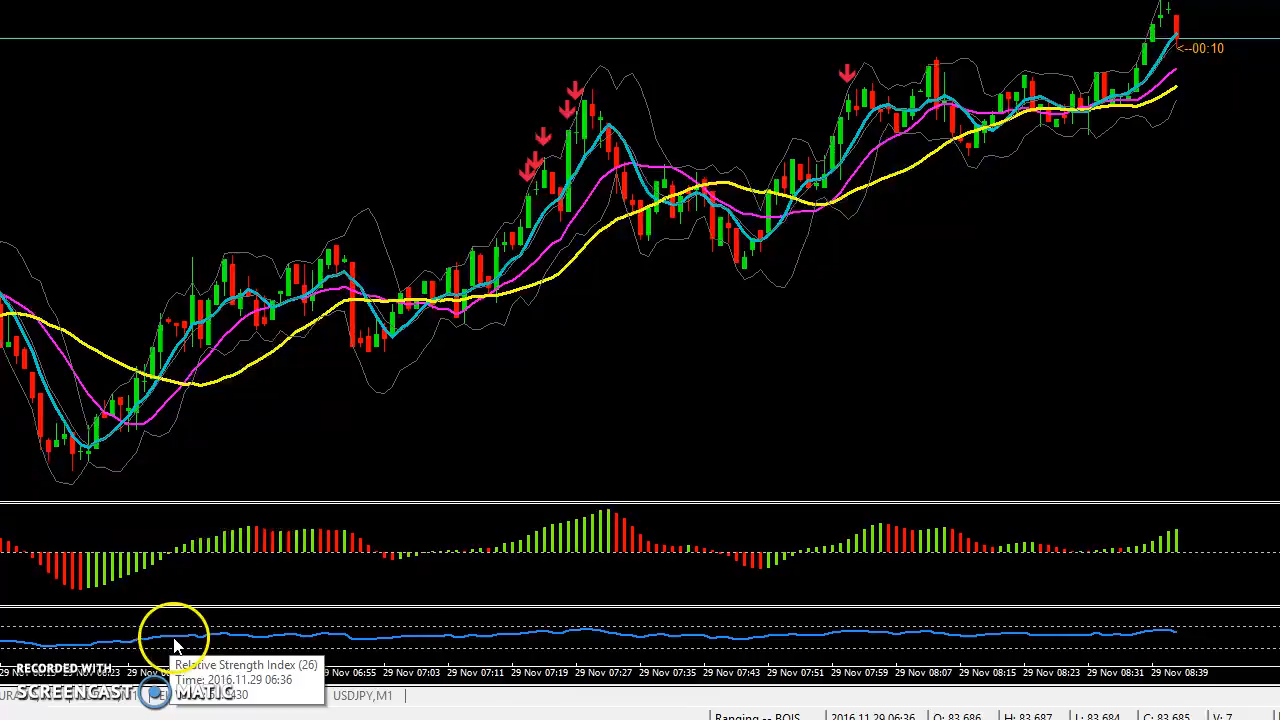 <--00:10
RECORDED WITH
SCREENCAST MATIC
Relative Strength Index (26)
Time: 2016.11.29 06:36
430
29 Nov 06:55 29 Nov 07:03 29 Nov 07:11 29 Nov 07:19 29 Nov 07:27 29 Nov 07:35 29 Nov 07:43 29 Nov 07:51 29 Nov 07:59 29 Nov 08:07 29 Nov 08:15 29 Nov 08:23 29 Nov 08:31 29 Nov 08:39
USDJPY,M1
Ranging -- BOIS 2016.11.29 06:36 O: 83.686 H: 83.687 L: 83.684 C: 83.685 V: 7